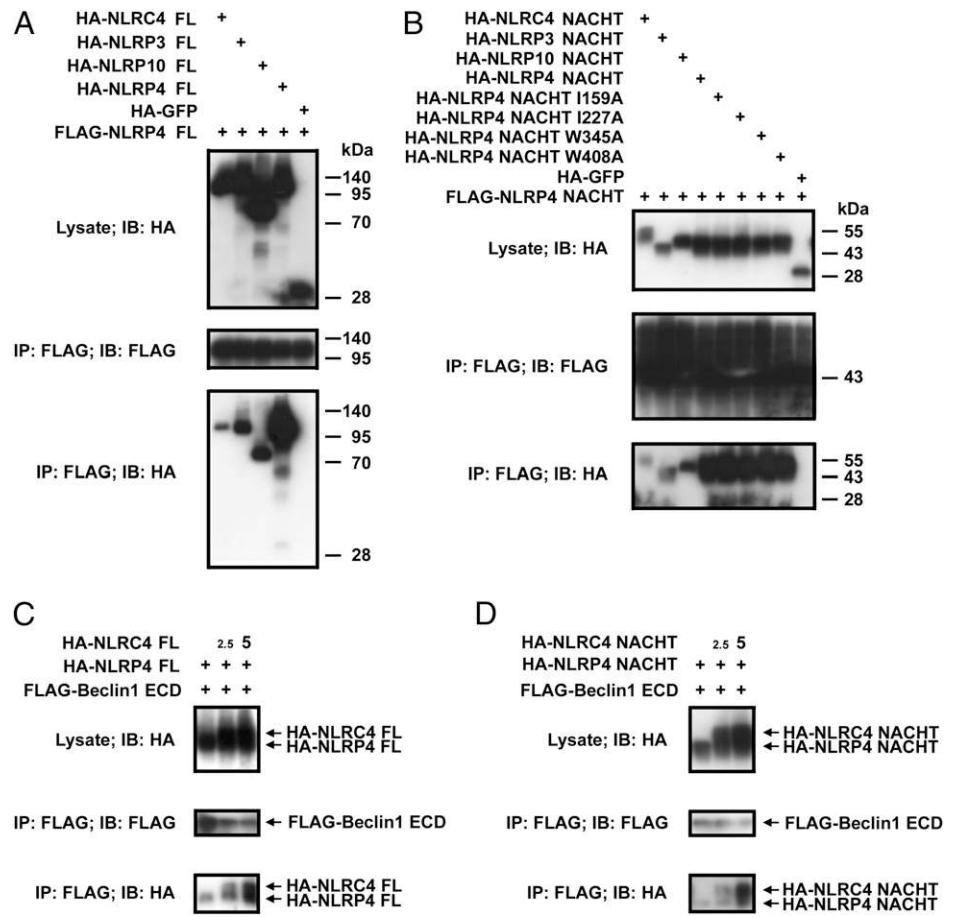 A
HA-NLRC4 FL +
HA-NLRP3 FL +
HA-NLRP10 FL +
HA-NLRP4 FL +
HA-GFP +
FLAG-NLRP4 FL + + + + +
kDa
Lysate; IB: HA
140
95
70
28
IP: FLAG; IB: FLAG
140
95
IP: FLAG; IB: HA
140
95
70
28
B
HA-NLRC4 NACHT +
HA-NLRP3 NACHT +
HA-NLRP10 NACHT +
HA-NLRP4 NACHT +
HA-NLRP4 NACHT I159A +
HA-NLRP4 NACHT I227A +
HA-NLRP4 NACHT W345A +
HA-NLRP4 NACHT W408A +
HA-GFP +
FLAG-NLRP4 NACHT + + + + + + + + +
kDa
Lysate; IB: HA
55
43
28
IP: FLAG; IB: FLAG
43
IP: FLAG; IB: HA
55
43
28
C
HA-NLRC4 FL 2.5 5
HA-NLRP4 FL + + +
FLAG-Beclin1 ECD + + +
Lysate; IB: HA
← HA-NLRC4 FL
← HA-NLRP4 FL
IP: FLAG; IB: FLAG ← FLAG-Beclin1 ECD
IP: FLAG; IB: HA
← HA-NLRC4 FL
← HA-NLRP4 FL
D
HA-NLRC4 NACHT 2.5 5
HA-NLRP4 NACHT + + +
FLAG-Beclin1 ECD + + +
Lysate; IB: HA
← HA-NLRC4 NACHT
← HA-NLRP4 NACHT
IP: FLAG; IB: FLAG ← FLAG-Beclin1 ECD
IP: FLAG; IB: HA
← HA-NLRC4 NACHT
← HA-NLRP4 NACHT